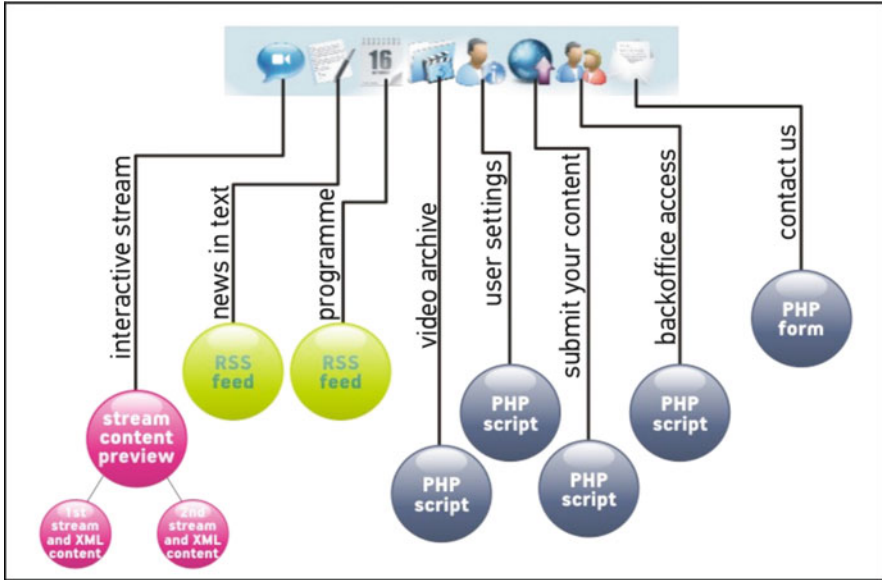 16
interactive stream
news in text
programme
video archive
user settings
submit your content
backoffice access
contact us
PHP
form
RSS
feed
RSS
feed
PHP
script
PHP
script
stream
content
preview
PHP
script
PHP
script
1st
stream
and XML
content
2nd
stream
and XML
content